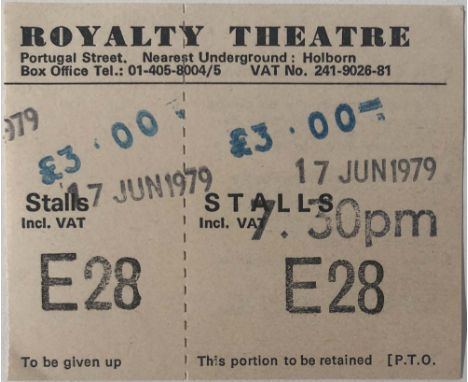 ROYALTY THEATRE
Portugal Street. Nearest Underground : Holborn
Box Office Tel.: 01-405-8004/5 VAT No. 241-9026-81
979
£3·00=
17 JUN 1979
Stalls
Incl. VAT
E28
To be given up
£3·00=
17 JUN 1979
STALLS
Incl. VAT
7.30pm
E28
This portion to be retained [P.T.O.